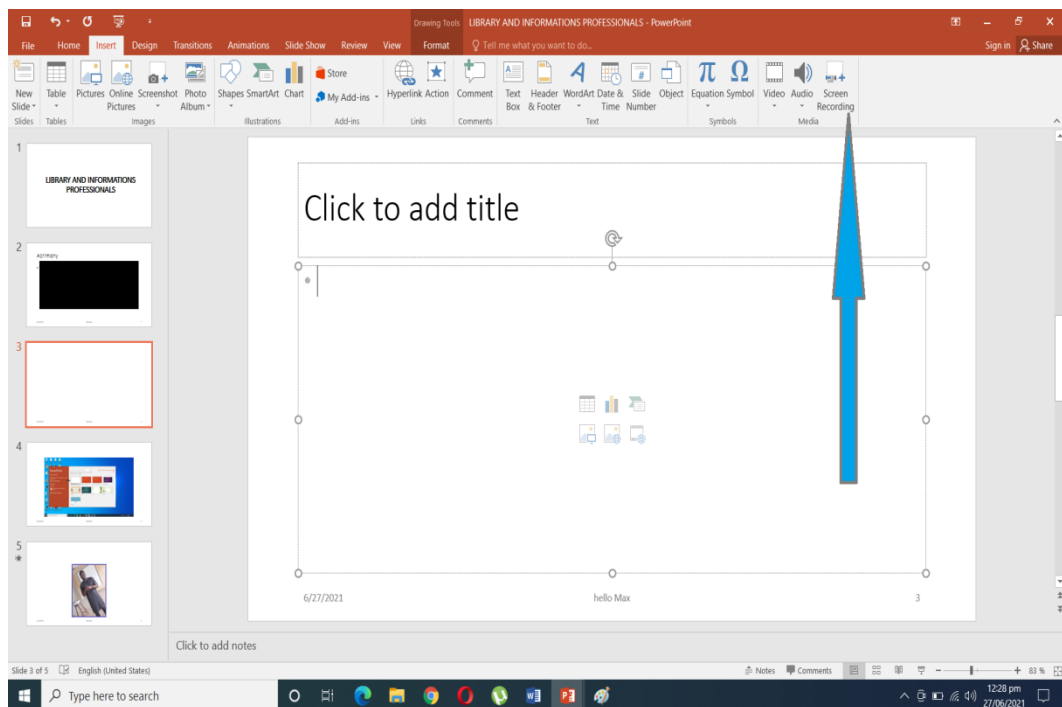 Drawing Tools LIBRARY AND INFORMATIONS PROFESSIONALS - PowerPoint
File Home Insert Design Transitions Animations Slide Show Review View Format Tell me what you want to do... Sign in Share
New Slide Table Pictures Online Pictures Screenshot Photo Album Shapes SmartArt Chart Store My Add-ins Hyperlink Action Comment Text Box Header & Footer WordArt Date & Time Slide Number Object Equation Symbol Video Audio Screen Recording
Slides Tables Images Illustrations Add-ins Links Comments Text Symbols Media
1
LIBRARY AND INFORMATIONS
PROFESSIONALS
2
3
4
5
Click to add title
6/27/2021 hello Max 3
Click to add notes
Slide 3 of 5 English (United States) Notes Comments 83 %
Type here to search
12:28 pm
27/06/2021